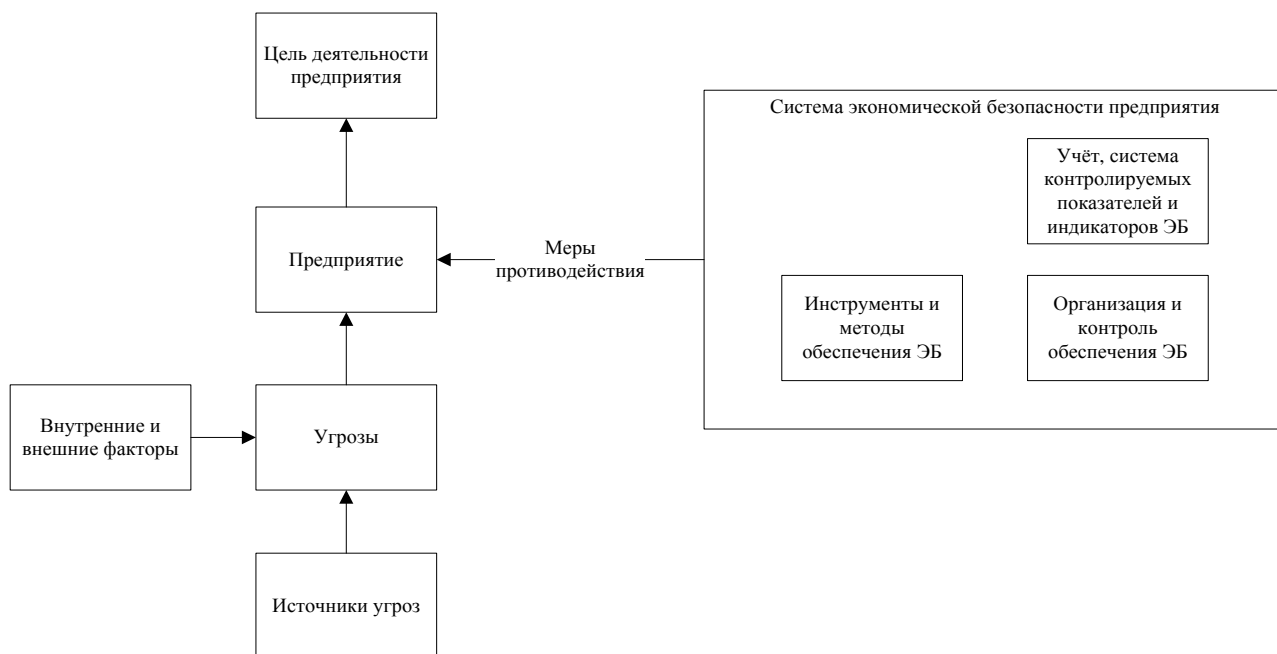 Цель деятельности
предприятия
Система экономической безопасности предприятия
Учёт, система
контролируемых
показателей и
индикаторов ЭБ
Предприятие
Меры
противодействия
Инструменты и
методы
обеспечения ЭБ
Организация и
контроль
обеспечения ЭБ
Внутренние и
внешние факторы
Угрозы
Источники угроз